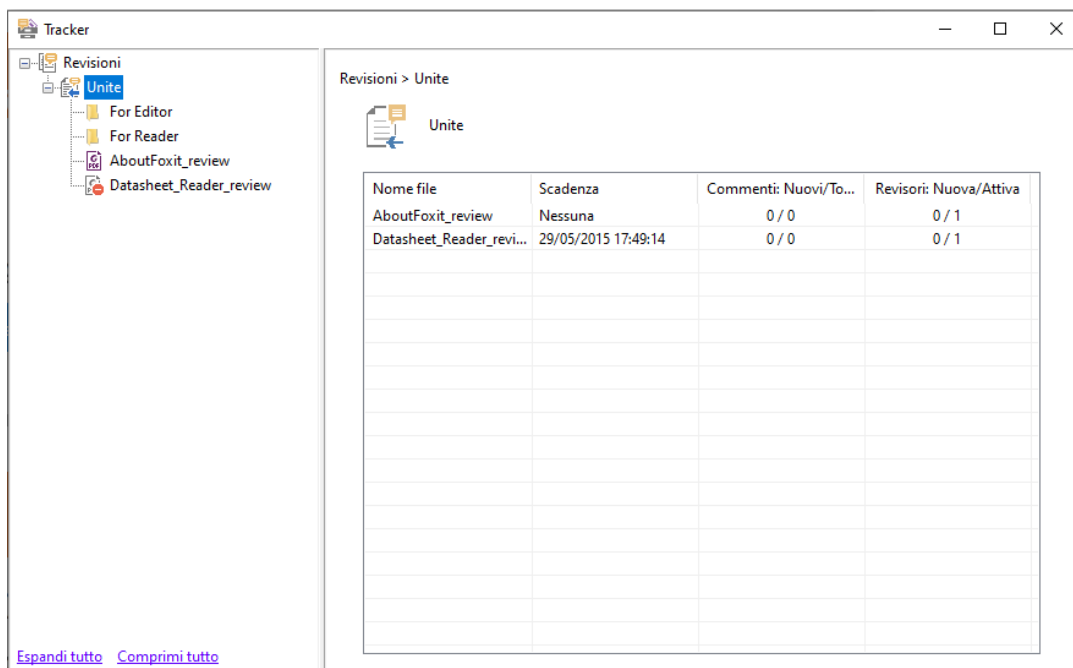 Tracker
Revisioni
Unite
For Editor
For Reader
AboutFoxit_review
Datasheet_Reader_review
Espandi tutto Comprimi tutto
Revisioni > Unite
Unite
Nome file Scadenza Commenti: Nuovi/To... Revisori: Nuova/Attiva
AboutFoxit_review Nessuna 0 / 0 0 / 1
Datasheet_Reader_revi... 29/05/2015 17:49:14 0 / 0 0 / 1